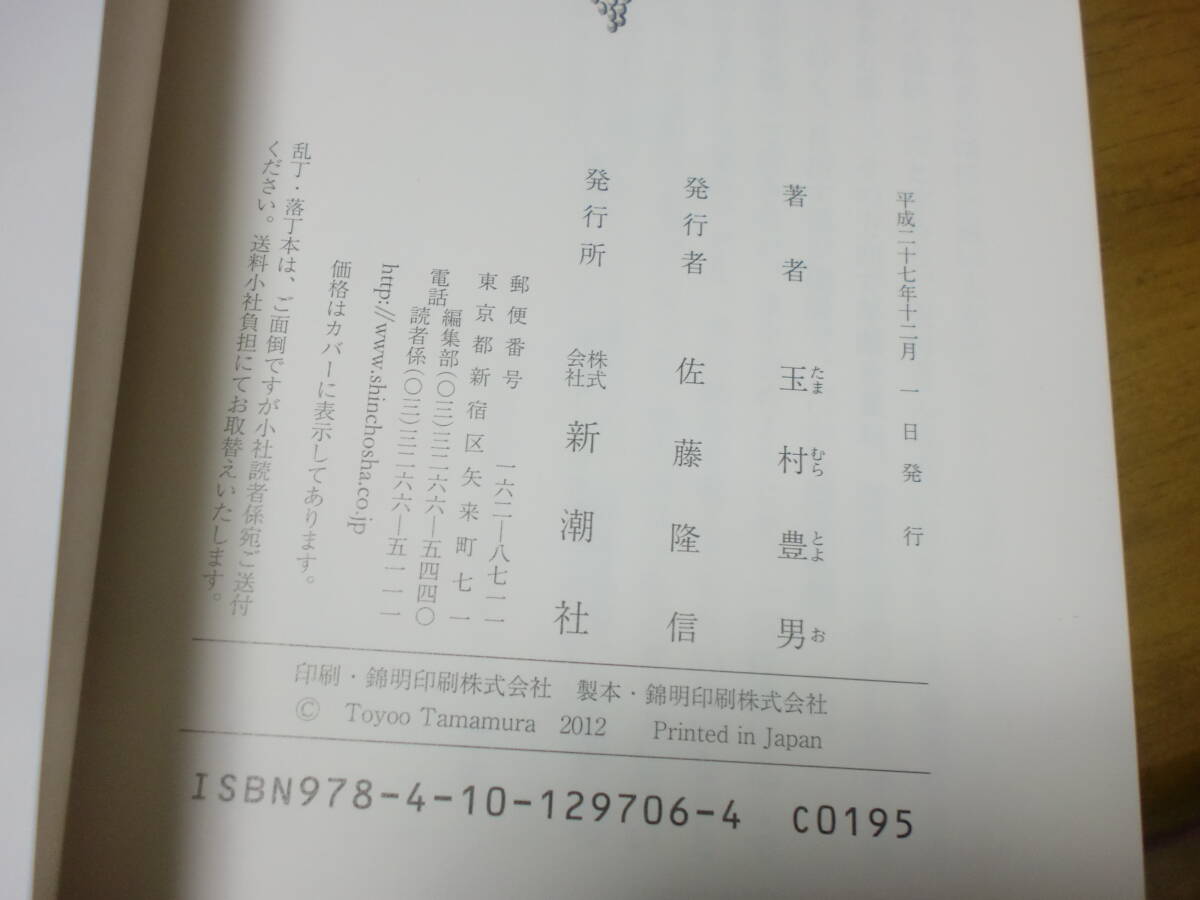 平成二十七年十二月一日発行
著者 玉村豊男
たま むら とよ お
発行者 佐藤隆信
発行所 株式会社 新潮社
郵便番号 一六二―八七一一
東京都新宿区矢来町七一
電話 編集部(〇三)三二六六―五四四〇
読者係(〇三)三二六六―五一一一
http://www.shinchosha.co.jp
価格はカバーに表示してあります。
乱丁・落丁本は、ご面倒ですが小社読者係宛ご送付
ください。送料小社負担にてお取替えいたします。
印刷・錦明印刷株式会社 製本・錦明印刷株式会社
© Toyoo Tamamura 2012 Printed in Japan
ISBN978-4-10-129706-4 C0195